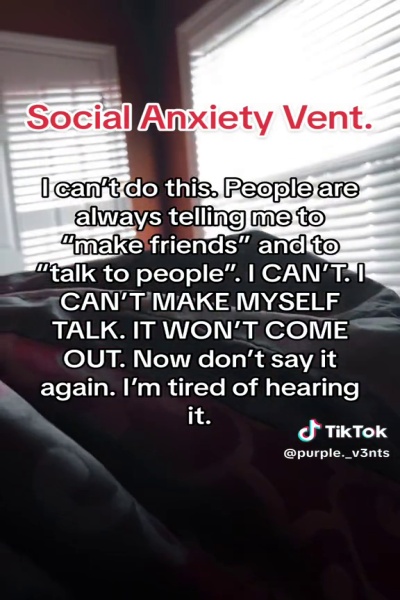 Social Anxiety Vent.
I can’t do this. People are
always telling me to
“make friends” and to
“talk to people”. I CAN’T. I
CAN’T MAKE MYSELF
TALK. IT WON’T COME
OUT. Now don’t say it
again. I’m tired of hearing
it.
TikTok
@purple._v3nts